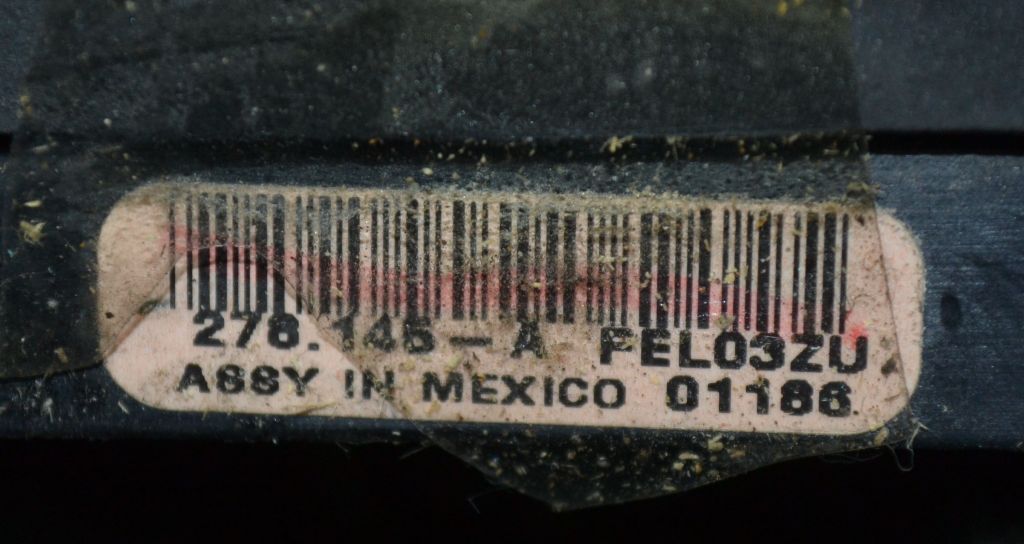 278.145-A FEL03ZU
ASSY IN MEXICO 01186